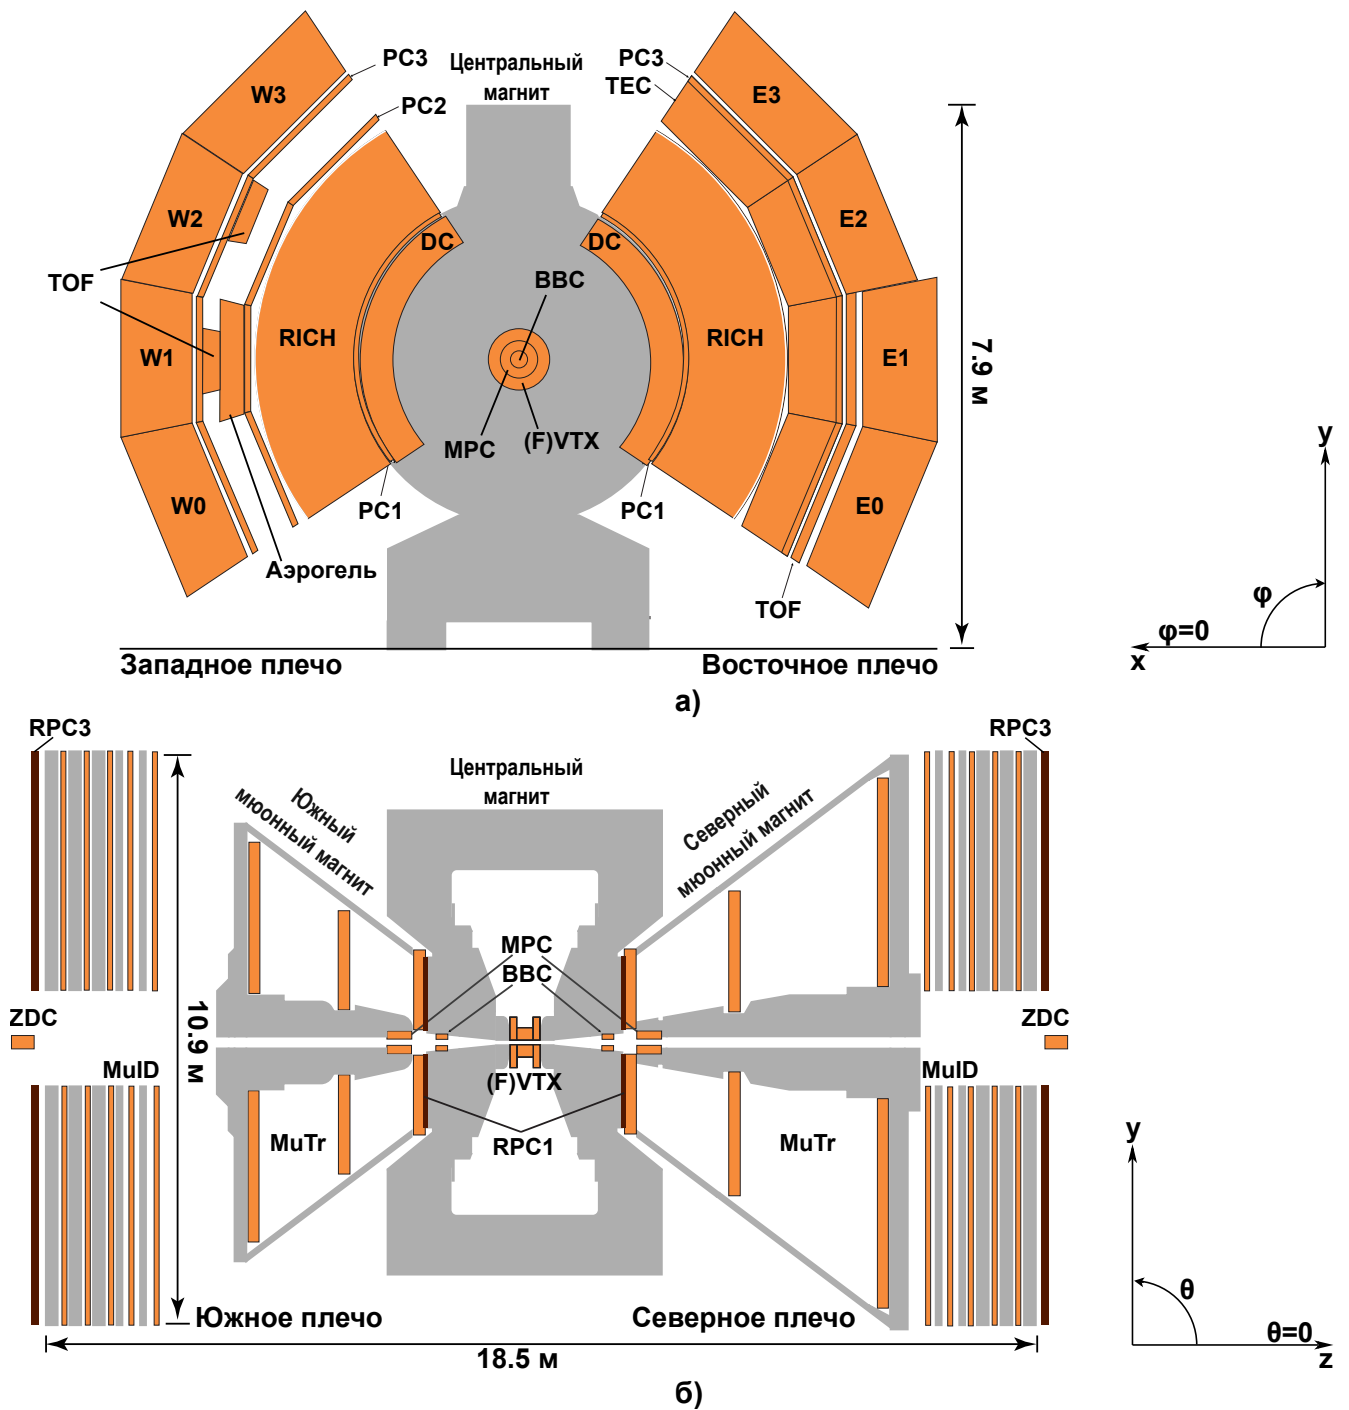 W3
PC3
PC2
Центральный
магнит
PC3
TEC
E3
W2
DC
DC
E2
TOF
BBC
W1
RICH
RICH
E1
7.9 м
MPC
(F)VTX
W0
PC1
PC1
E0
Аэрогель
TOF
Западное плечо
Восточное плечо
y
φ
φ=0
x
а)
RPC3
RPC3
Центральный
магнит
Южный
мюонный магнит
Северный
мюонный магнит
MPC
BBC
ZDC
ZDC
10.9 м
MuID
MuID
(F)VTX
MuTr
RPC1
MuTr
Южное плечо
Северное плечо
18.5 м
y
θ
θ=0
z
б)